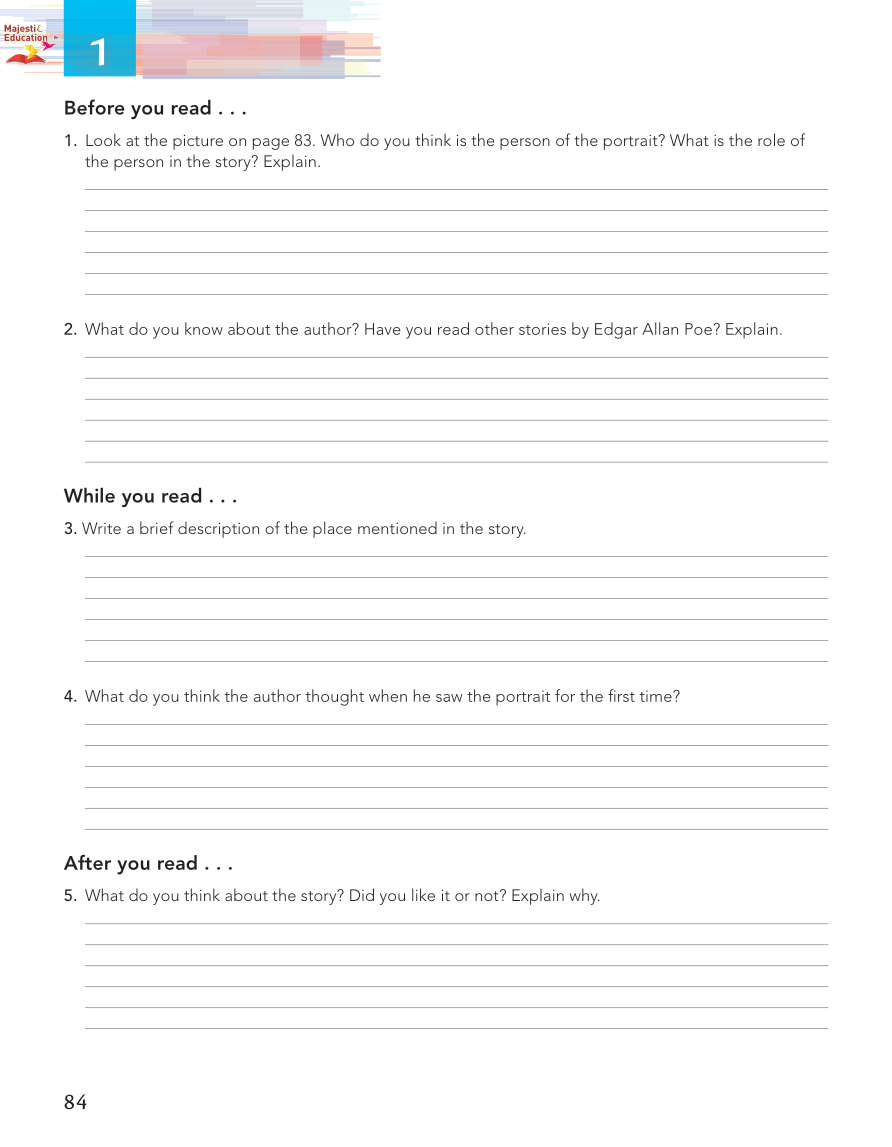 Majestic
Education
1
Before you read . . .
1. Look at the picture on page 83. Who do you think is the person of the portrait? What is the role of
the person in the story? Explain.
2. What do you know about the author? Have you read other stories by Edgar Allan Poe? Explain.
While you read . . .
3. Write a brief description of the place mentioned in the story.
4. What do you think the author thought when he saw the portrait for the first time?
After you read . . .
5. What do you think about the story? Did you like it or not? Explain why.
84